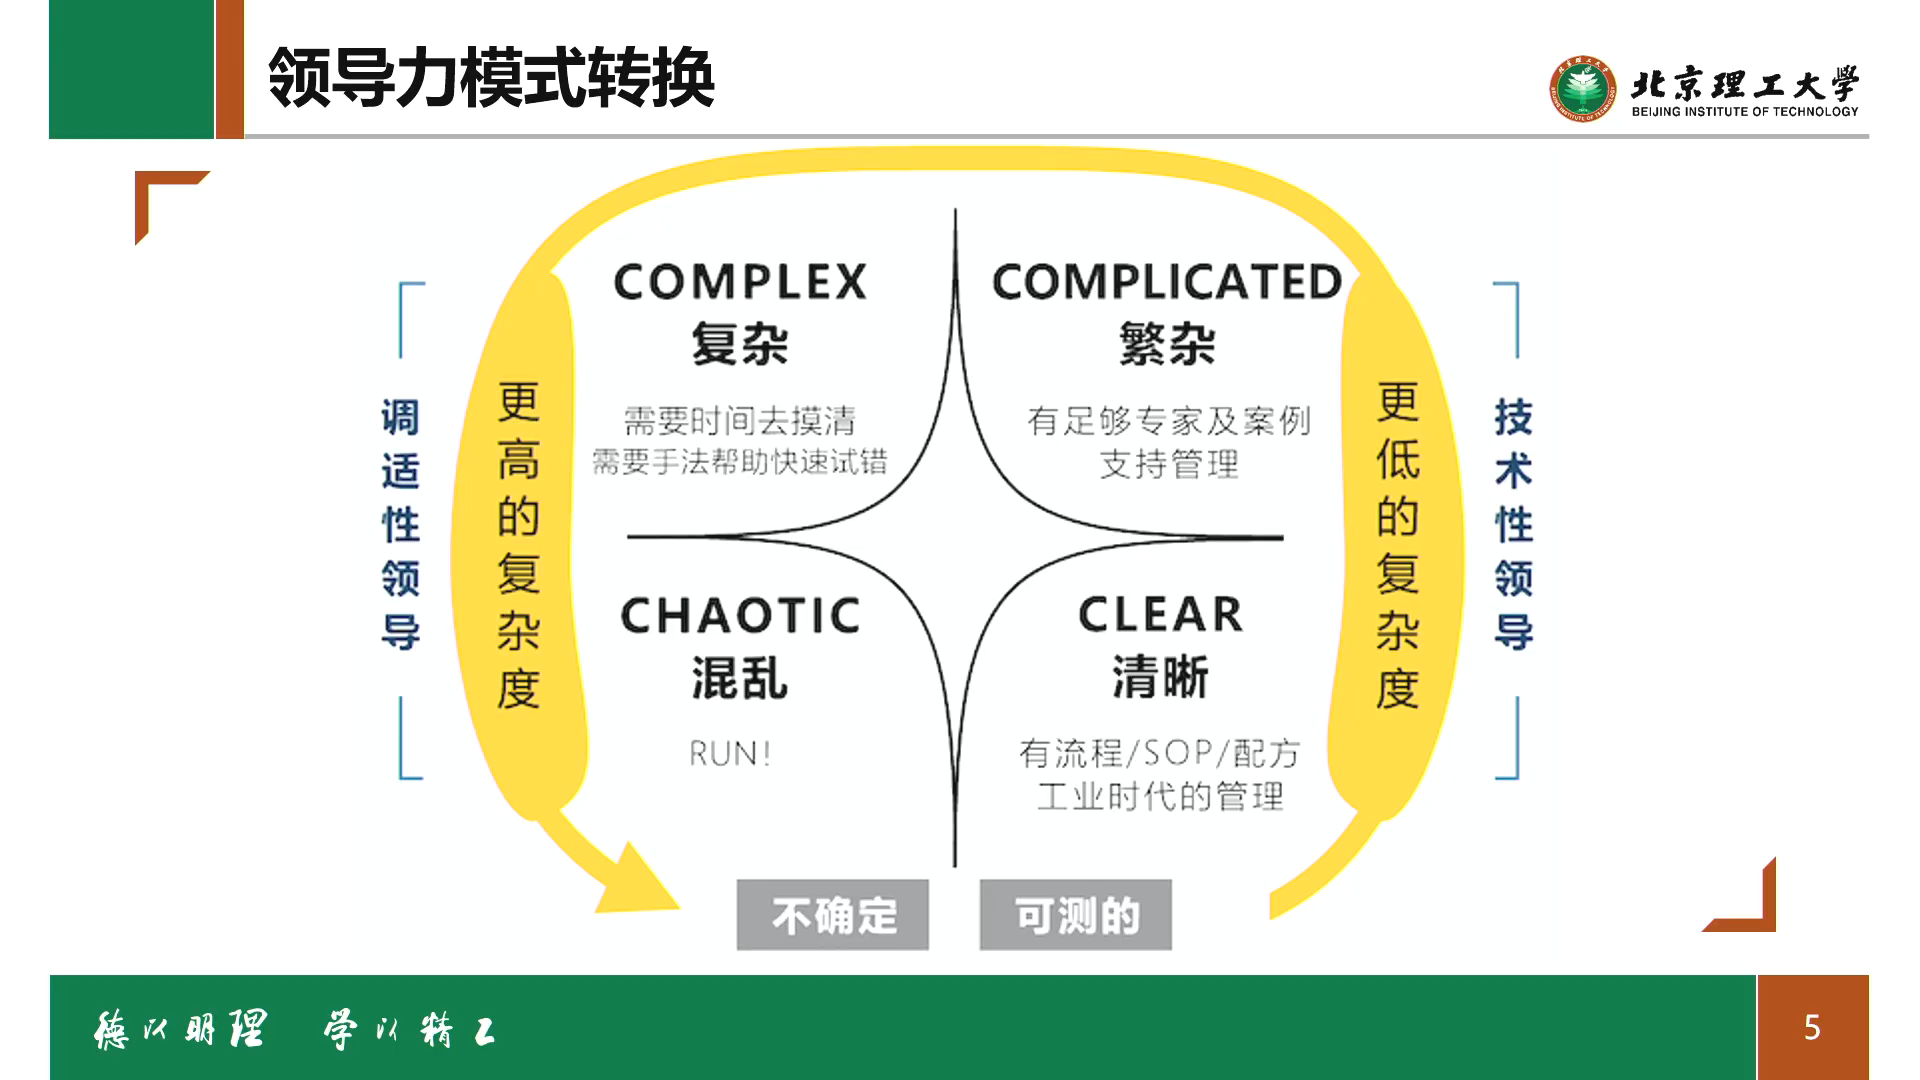 领导力模式转换
北京理工大学
BEIJING INSTITUTE OF TECHNOLOGY
调适性领导
更高的复杂度
COMPLEX
复杂
需要时间去摸清
需要手法帮助快速试错
COMPLICATED
繁杂
有足够专家及案例
支持管理
CHAOTIC
混乱
RUN!
CLEAR
清晰
有流程/SOP/配方
工业时代的管理
更低的复杂度
技术性领导
不确定
可测的
德以明理 学以精工
5